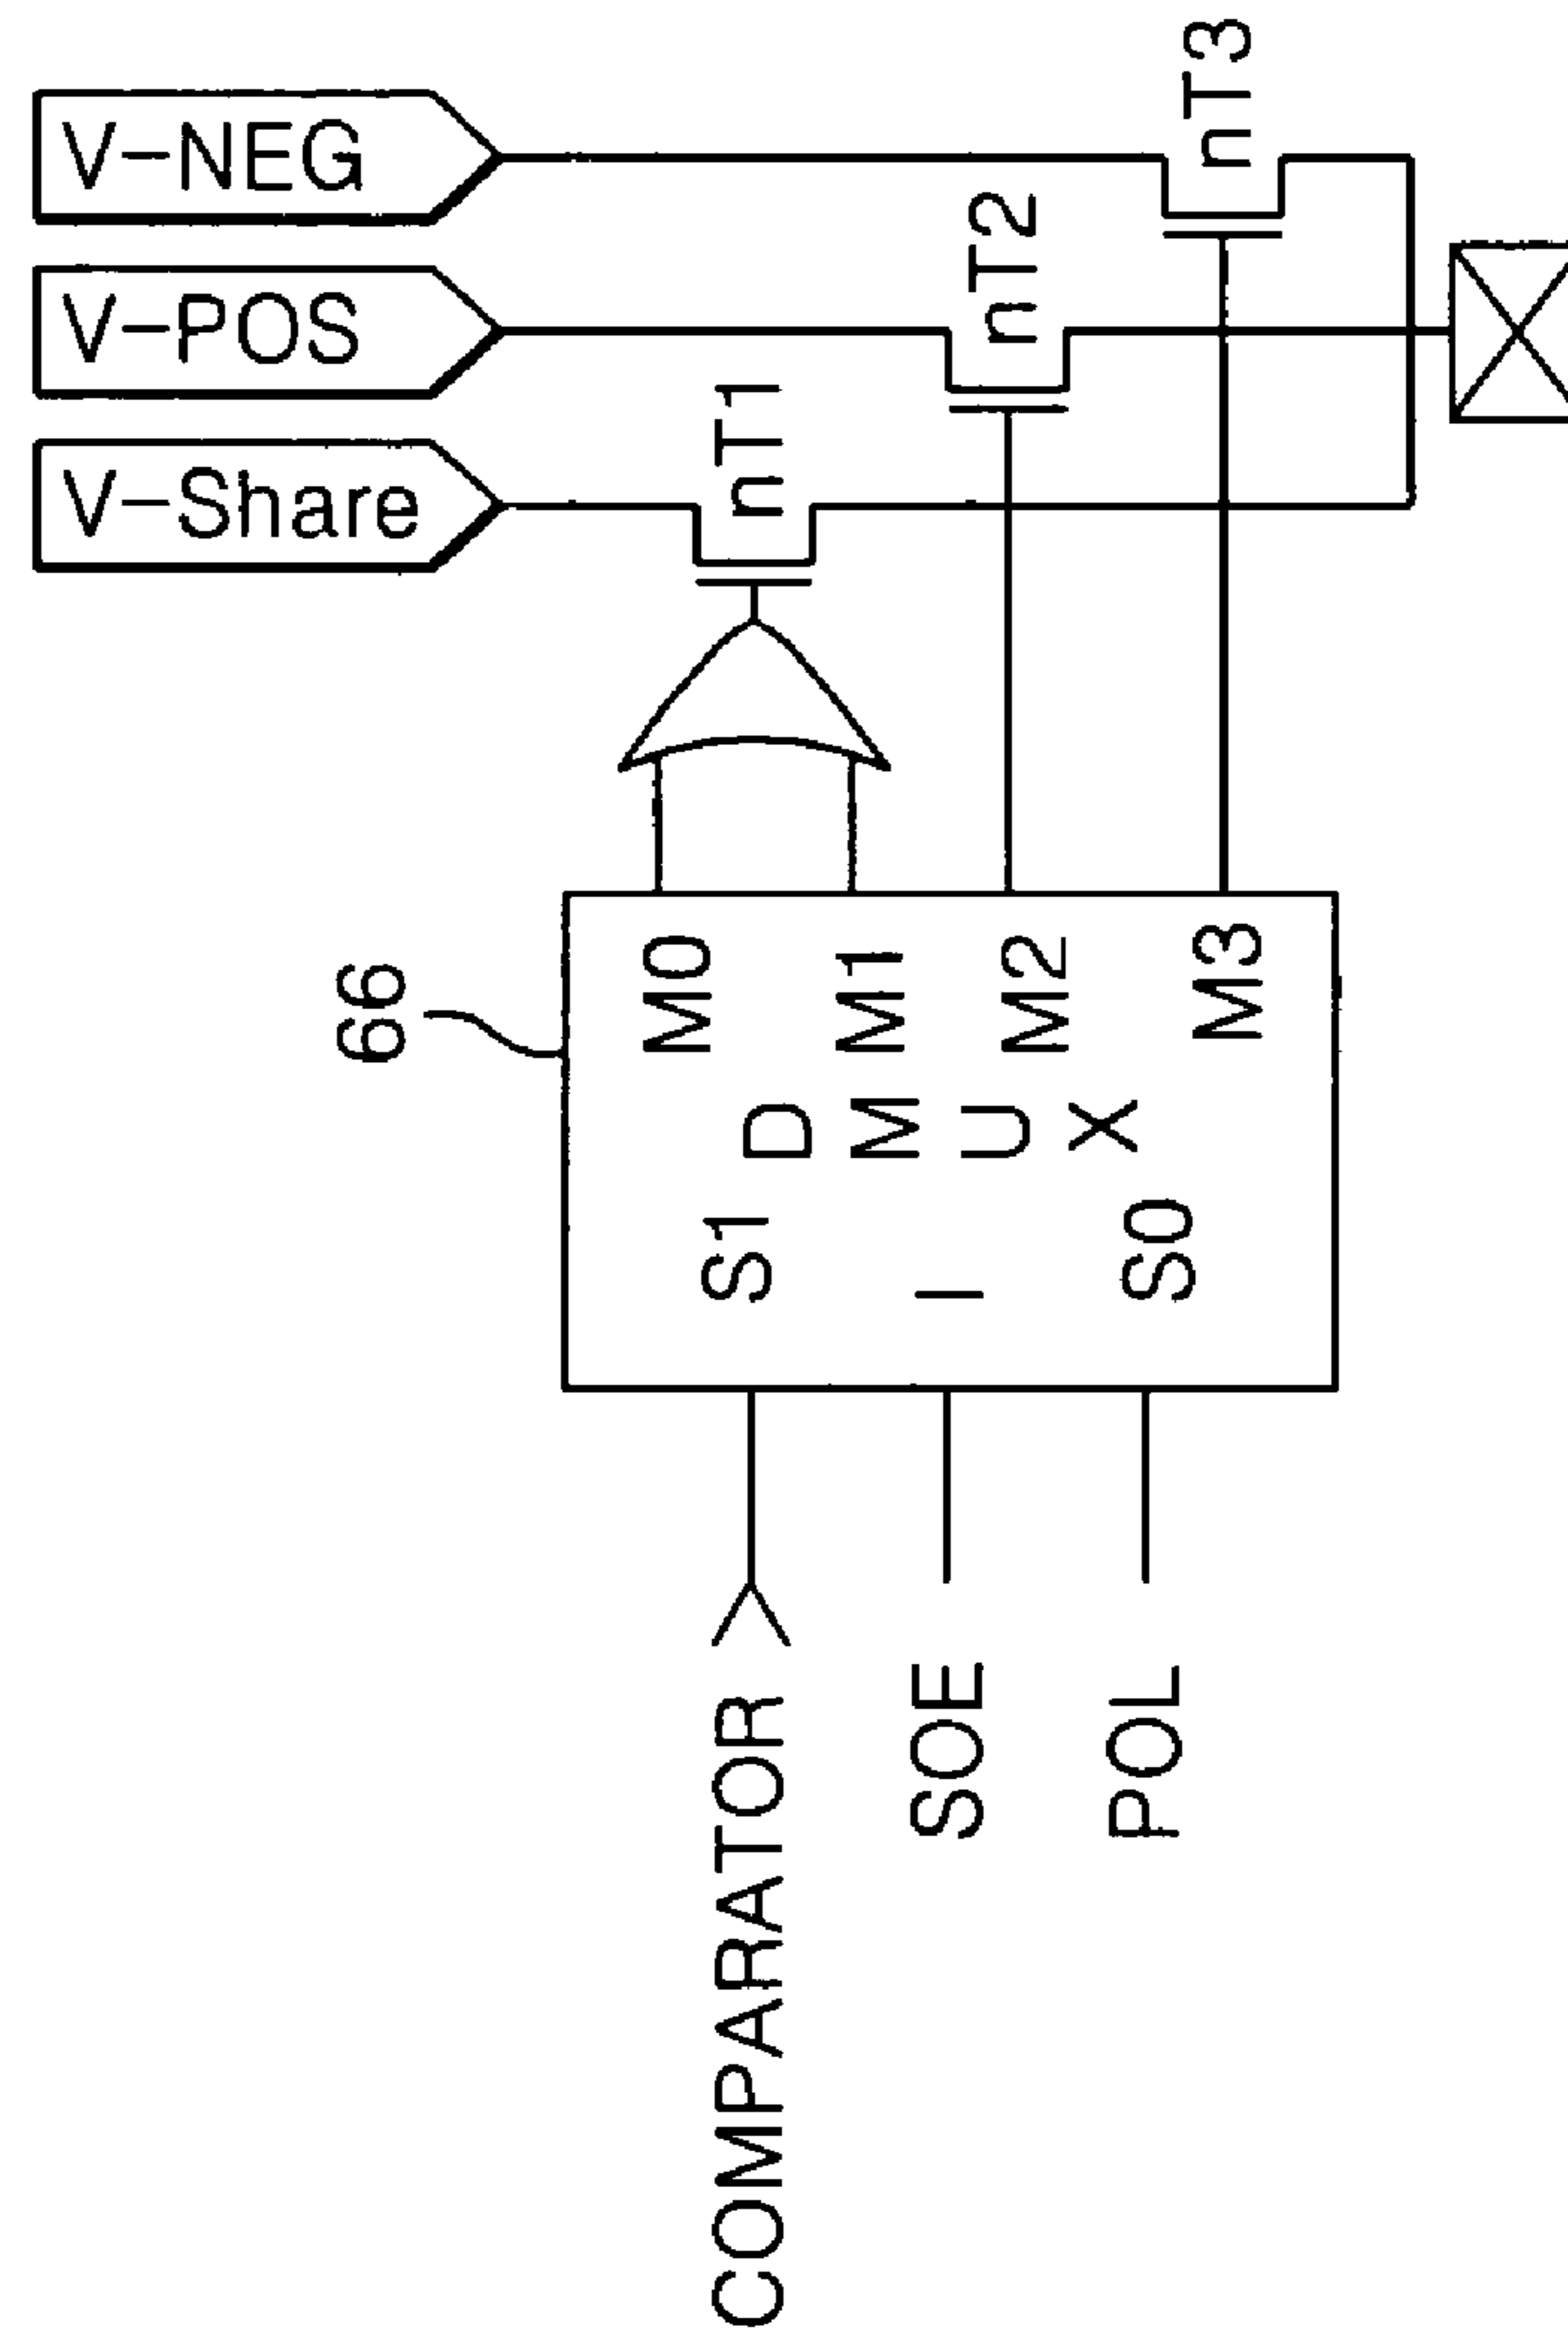 V-NEG
V-POS
V-Share
nT1
nT2
nT3
66
M0
M1
M2
M3
DMUX
S1
I
S0
COMPARATOR
SOE
POL